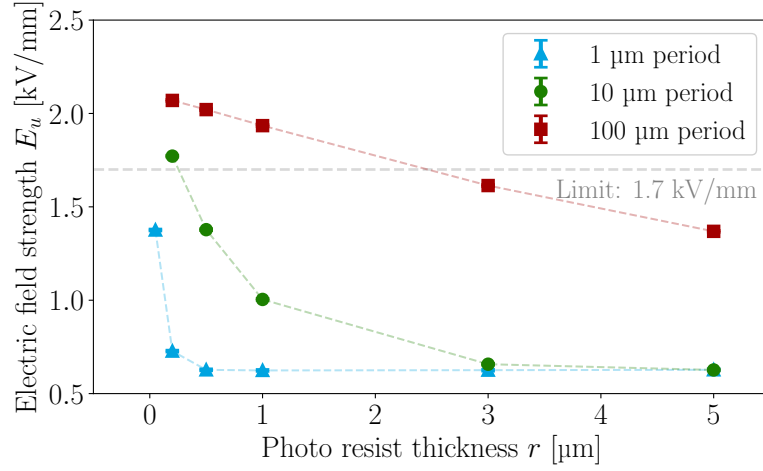 2.5
2.0
1.5
1.0
0.5
Electric field strength E_u [kV/mm]
1 µm period
10 µm period
100 µm period
Limit: 1.7 kV/mm
0 1 2 3 4 5
Photo resist thickness r [µm]